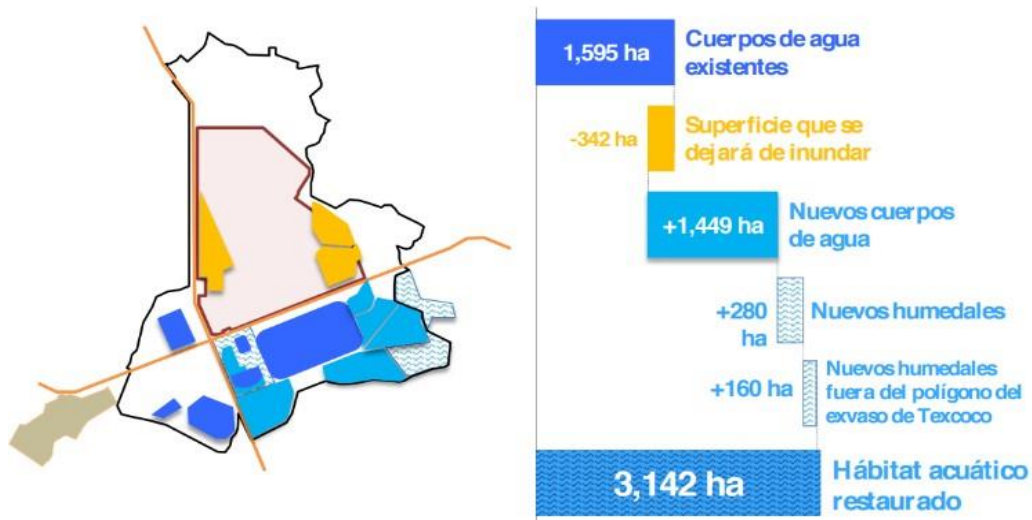 1,595 ha
Cuerpos de agua
existentes
-342 ha
Superficie que se
dejará de inundar
+1,449 ha
Nuevos cuerpos
de agua
+280
ha
Nuevos humedales
+160 ha
Nuevos humedales
fuera del polígono del
exvaso de Texcoco
3,142 ha
Hábitat acuático
restaurado